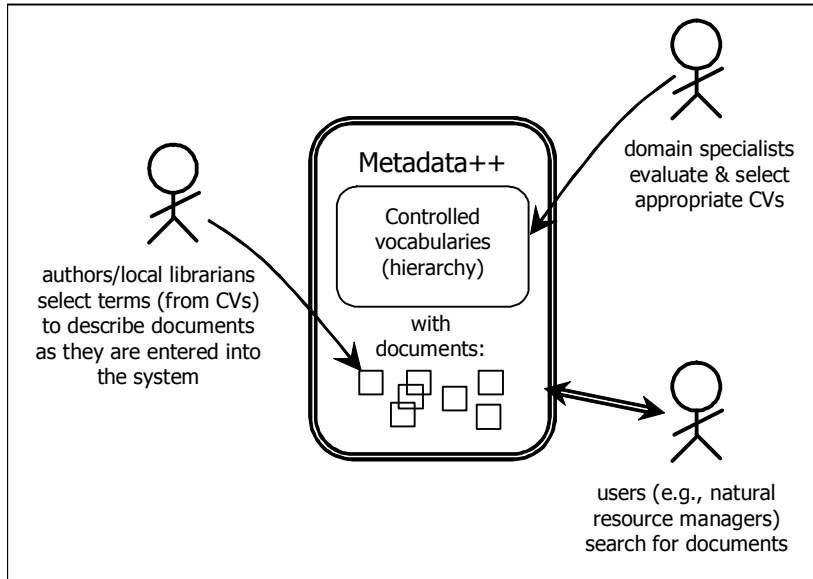 Metadata++
Controlled
vocabularies
(hierarchy)
with
documents:
domain specialists
evaluate & select
appropriate CVs
authors/local librarians
select terms (from CVs)
to describe documents
as they are entered into
the system
users (e.g., natural
resource managers)
search for documents